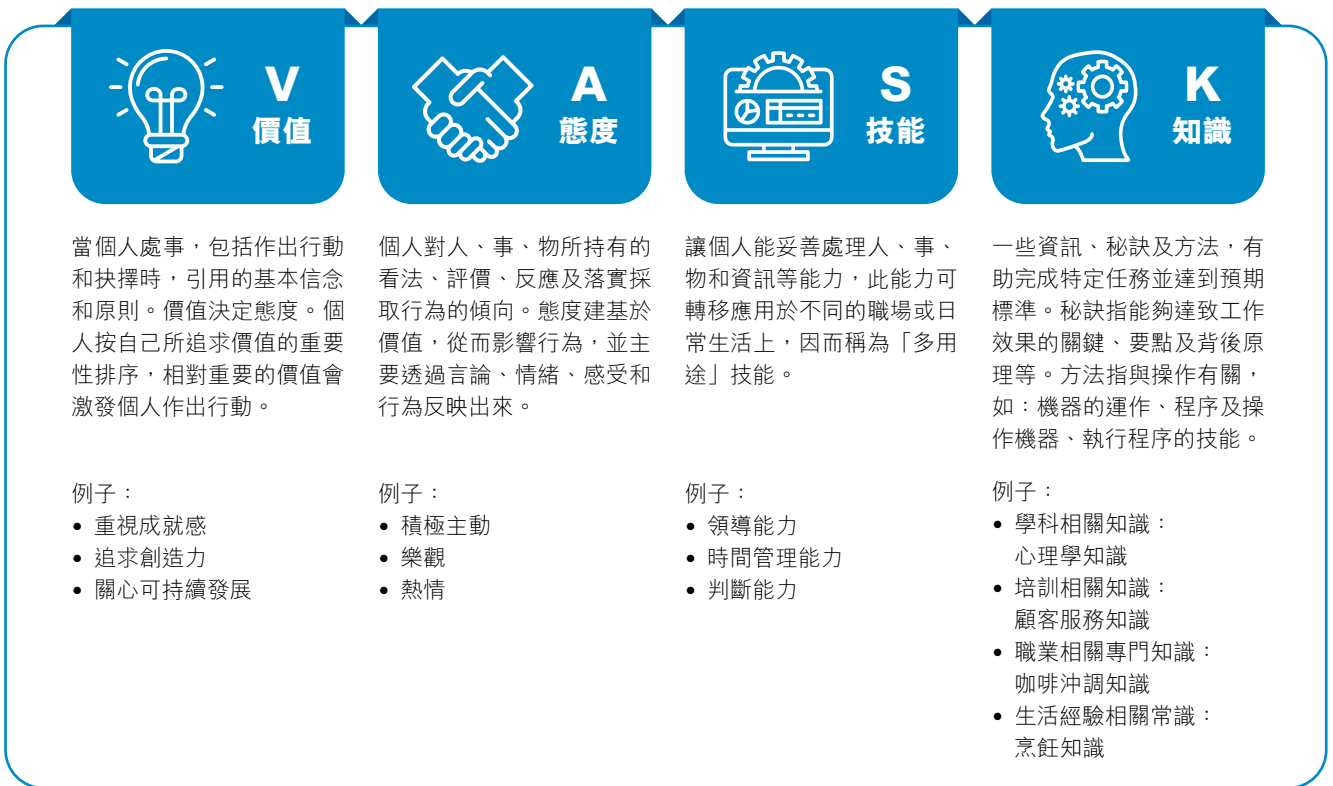 V
價值
當個人處事，包括作出行動
和抉擇時，引用的基本信念
和原則。價值決定態度。個
人按自己所追求價值的重要
性排序，相對重要的價值會
激發個人作出行動。
例子：
• 重視成就感
• 追求創造力
• 關心可持續發展
A
態度
個人對人、事、物所持有的
看法、評價、反應及落實採
取行為的傾向。態度建基於
價值，從而影響行為，並主
要透過言論、情緒、感受和
行為反映出來。
例子：
• 積極主動
• 樂觀
• 熱情
S
技能
讓個人能妥善處理人、事、
物和資訊等能力，此能力可
轉移應用於不同的職場或日
常生活上，因而稱為「多用
途」技能。
例子：
• 領導能力
• 時間管理能力
• 判斷能力
K
知識
一些資訊、秘訣及方法，有
助完成特定任務並達到預期
標準。秘訣指能夠達致工作
效果的關鍵、要點及背後原
理等。方法指與操作有關，
如：機器的運作、程序及操
作機器、執行程序的技能。
例子：
• 學科相關知識：
心理學知識
• 培訓相關知識：
顧客服務知識
• 職業相關專門知識：
咖啡沖調知識
• 生活經驗相關常識：
烹飪知識